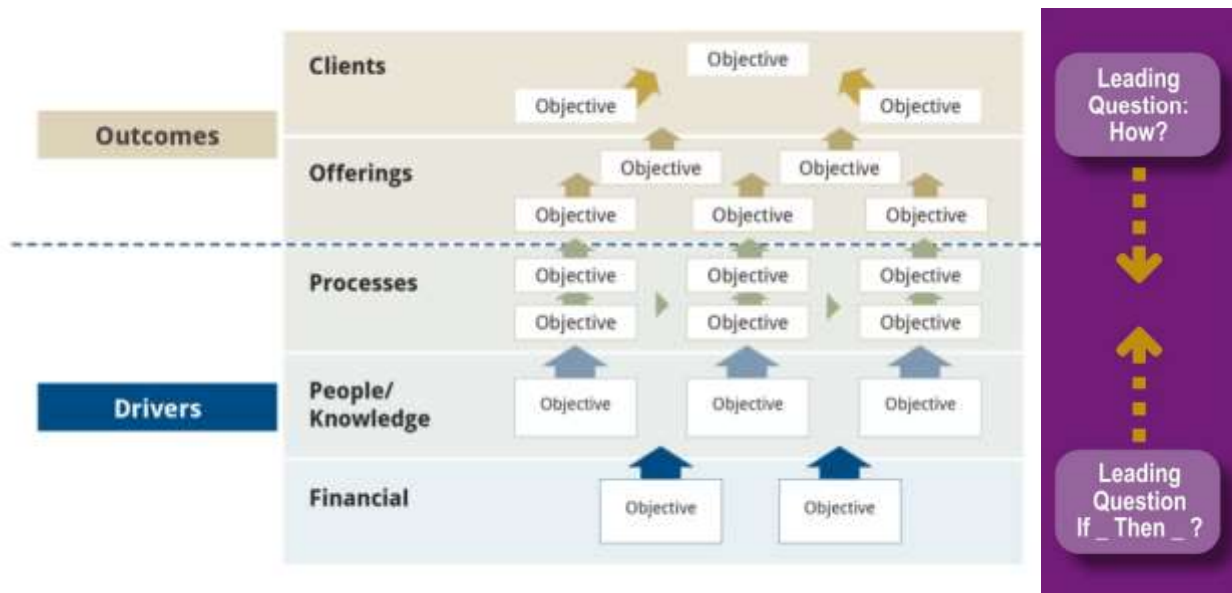 Clients
Objective
Objective
Objective
Outcomes
Offerings
Objective
Objective
Objective
Objective
Objective
Processes
Objective
Objective
Objective
Objective
Objective
Objective
Drivers
People/
Knowledge
Objective
Objective
Objective
Financial
Objective
Objective
Leading
Question:
How?
Leading
Question
If _ Then _ ?